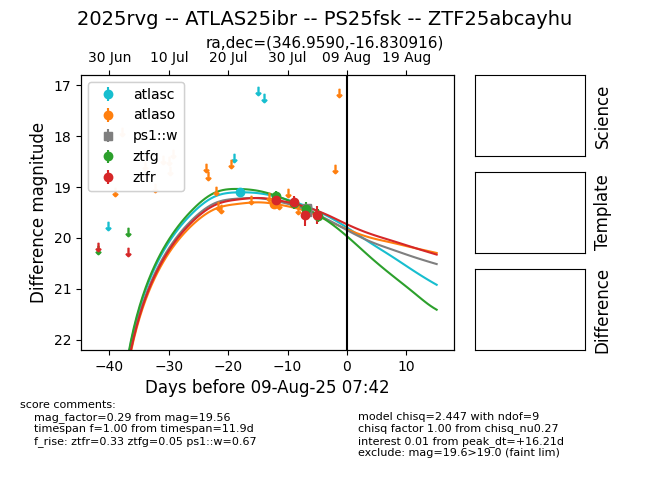 2025rvg -- ATLAS25ibr -- PS25fsk -- ZTF25abcayhu
ra,dec=(346.9590,-16.830916)
30 Jun 10 Jul 20 Jul 30 Jul 09 Aug 19 Aug
17
18
19
20
21
22
Difference magnitude
atlasc
atlaso
ps1::w
ztfg
ztfr
−40 −30 −20 −10 0 10
Days before 09-Aug-25 07:42
Science
Template
Difference
score comments:
mag_factor=0.29 from mag=19.56
timespan f=1.00 from timespan=11.9d
f_rise: ztfr=0.33 ztfg=0.05 ps1::w=0.67
model chisq=2.447 with ndof=9
chisq factor 1.00 from chisq_nu0.27
interest 0.01 from peak_dt=+16.21d
exclude: mag=19.6>19.0 (faint lim)